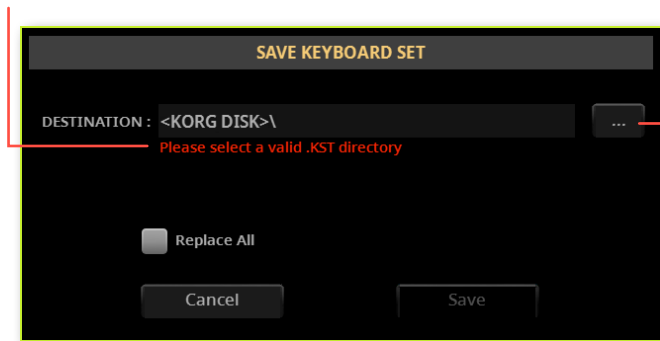 SAVE KEYBOARD SET
DESTINATION : <KORG DISK>\ ...
Please select a valid .KST directory
Replace All
Cancel Save